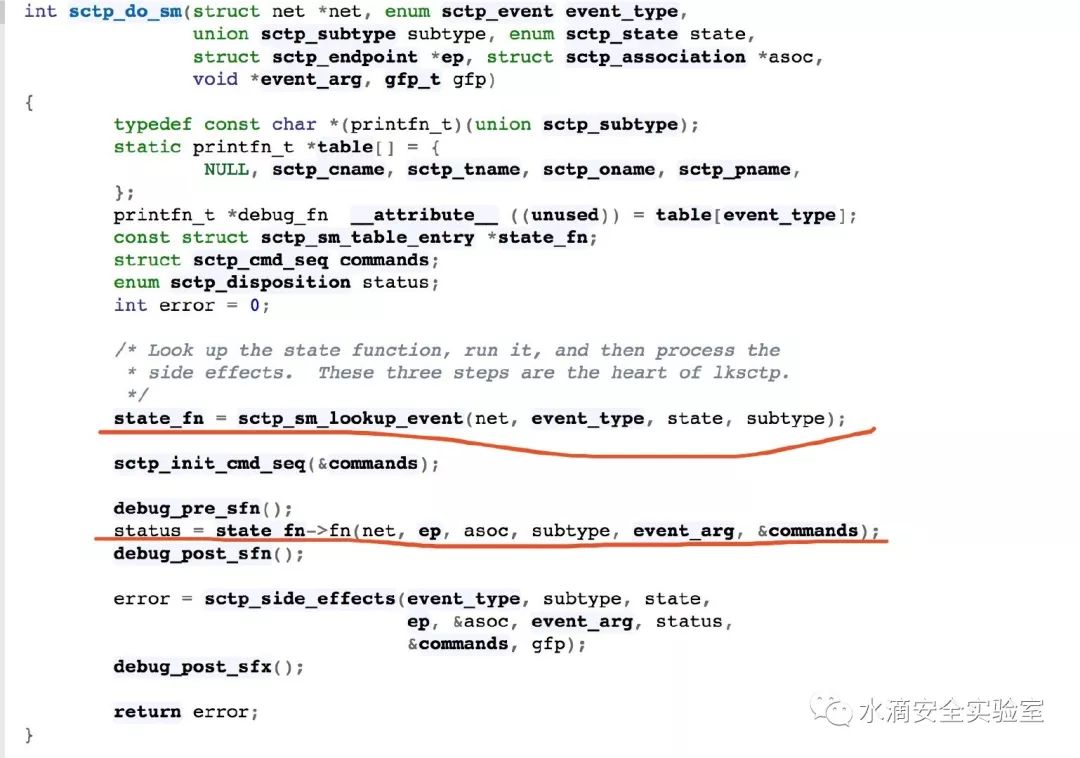 int sctp_do_sm(struct net *net, enum sctp_event event_type,
union sctp_subtype subtype, enum sctp_state state,
struct sctp_endpoint *ep, struct sctp_association *asoc,
void *event_arg, gfp_t gfp)
{
typedef const char *(printfn_t)(union sctp_subtype);
static printfn_t *table[] = {
NULL, sctp_cname, sctp_tname, sctp_oname, sctp_pname,
};
printfn_t *debug_fn  __attribute__ ((unused)) = table[event_type];
const struct sctp_sm_table_entry *state_fn;
struct sctp_cmd_seq commands;
enum sctp_disposition status;
int error = 0;
/* Look up the state function, run it, and then process the
* side effects.  These three steps are the heart of lksctp.
*/
state_fn = sctp_sm_lookup_event(net, event_type, state, subtype);
sctp_init_cmd_seq(&commands);
debug_pre_sfn();
status = state_fn->fn(net, ep, asoc, subtype, event_arg, &commands);
debug_post_sfn();
error = sctp_side_effects(event_type, subtype, state,
ep, &asoc, event_arg, status,
&commands, gfp);
debug_post_sfx();
return error;
}
水滴安全实验室